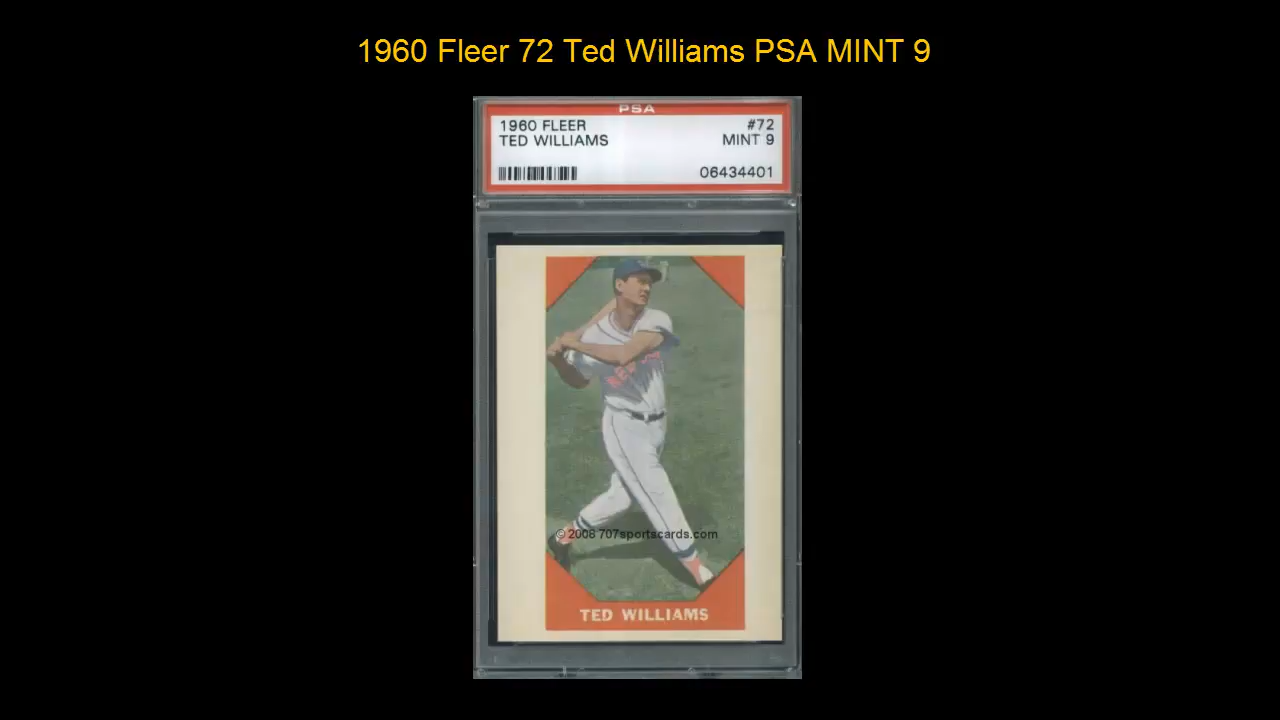 1960 Fleer 72 Ted Williams PSA MINT 9
PSA
1960 FLEER #72
TED WILLIAMS MINT 9
06434401
© 2008 707sportscards.com
TED WILLIAMS